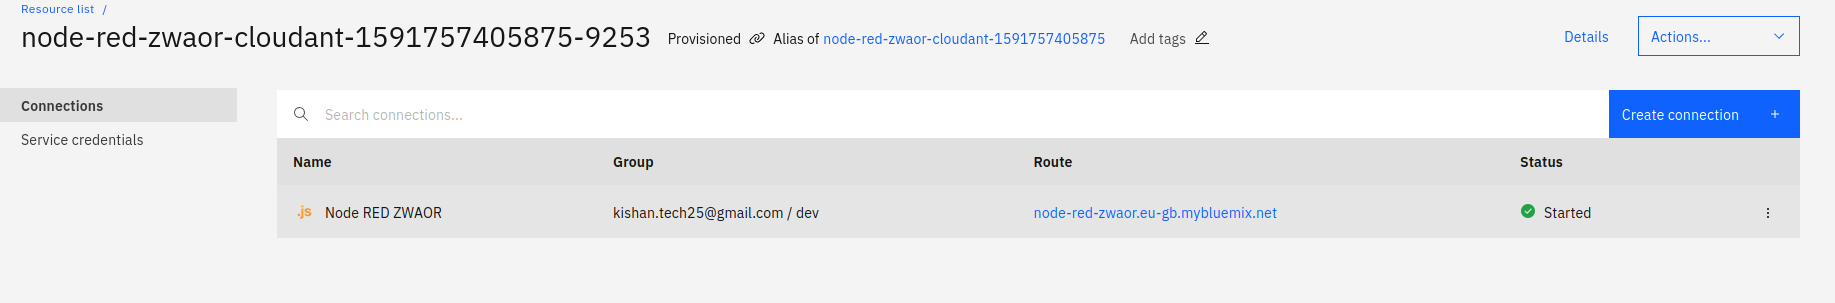 Resource list /
node-red-zwaor-cloudant-1591757405875-9253 Provisioned Alias of node-red-zwaor-cloudant-1591757405875 Add tags Details Actions...
Connections
Service credentials
Search connections... Create connection +
Name Group Route Status
.js Node RED ZWAOR kishan.tech25@gmail.com / dev node-red-zwaor.eu-gb.mybluemix.net Started